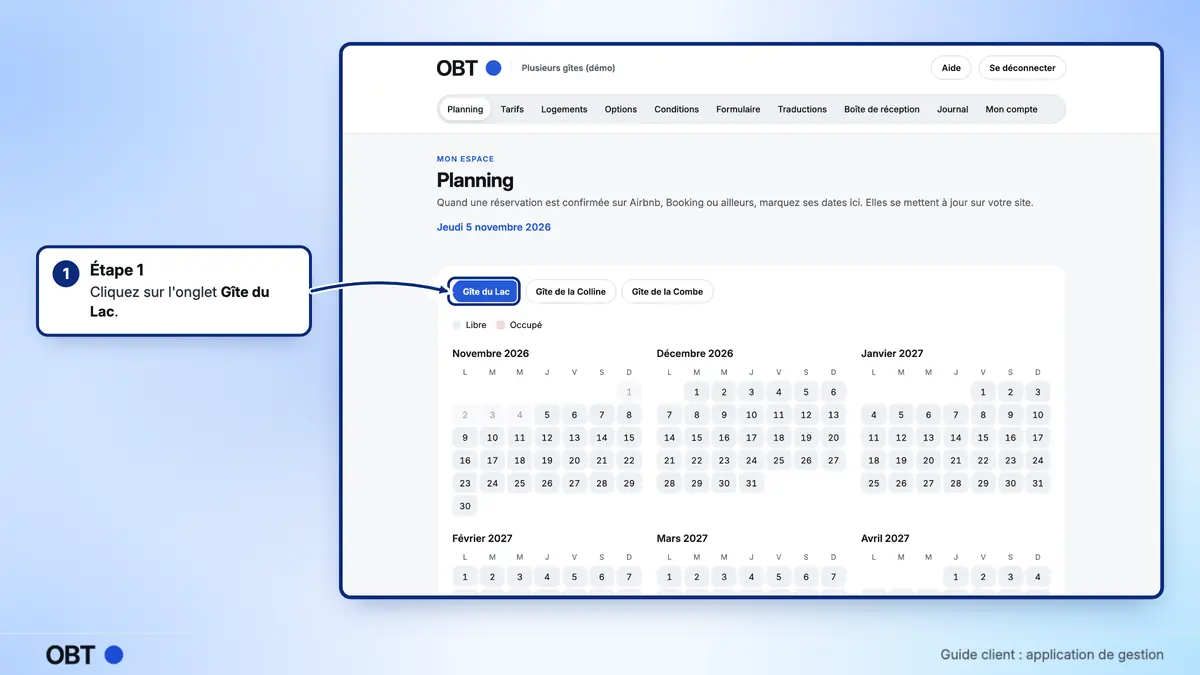 OBT
Plusieurs gîtes (démo)
Aide
Se déconnecter
Planning Tarifs Logements Options Conditions Formulaire Traductions Boîte de réception Journal Mon compte
MON ESPACE
Planning
Quand une réservation est confirmée sur Airbnb, Booking ou ailleurs, marquez ses dates ici. Elles se mettent à jour sur votre site.
Jeudi 5 novembre 2026
1
Étape 1
Cliquez sur l'onglet Gîte du
Lac.
Gîte du Lac Gîte de la Colline Gîte de la Combe
Libre Occupé
Novembre 2026
L M M J V S D
1
2 3 4 5 6 7 8
9 10 11 12 13 14 15
16 17 18 19 20 21 22
23 24 25 26 27 28 29
30
Décembre 2026
L M M J V S D
1 2 3 4 5 6
7 8 9 10 11 12 13
14 15 16 17 18 19 20
21 22 23 24 25 26 27
28 29 30 31
Janvier 2027
L M M J V S D
1 2 3
4 5 6 7 8 9 10
11 12 13 14 15 16 17
18 19 20 21 22 23 24
25 26 27 28 29 30 31
Février 2027
L M M J V S D
1 2 3 4 5 6 7
Mars 2027
L M M J V S D
1 2 3 4 5 6 7
Avril 2027
L M M J V S D
1 2 3 4
OBT
Guide client : application de gestion